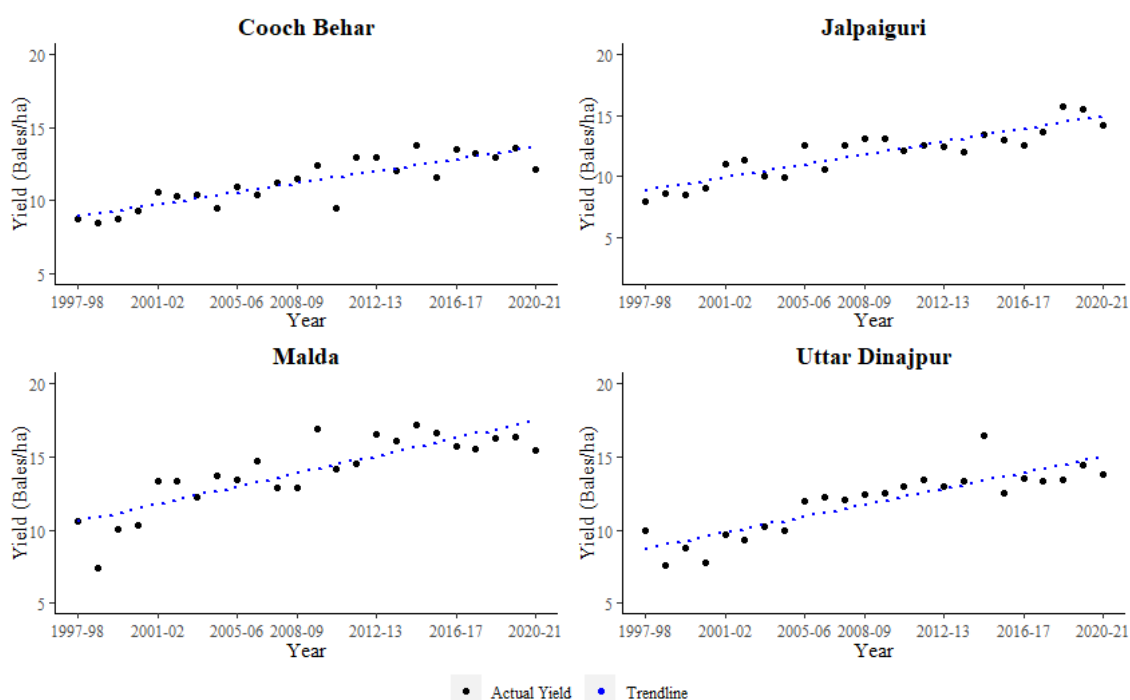 Cooch Behar
Yield (Bales/ha)
20
15
10
5
1997-98 2001-02 2005-06 2008-09 2012-13 2016-17 2020-21
Year
Jalpaiguri
Yield (Bales/ha)
20
15
10
5
1997-98 2001-02 2005-06 2008-09 2012-13 2016-17 2020-21
Year
Malda
Yield (Bales/ha)
20
15
10
5
1997-98 2001-02 2005-06 2008-09 2012-13 2016-17 2020-21
Year
Uttar Dinajpur
Yield (Bales/ha)
20
15
10
5
1997-98 2001-02 2005-06 2008-09 2012-13 2016-17 2020-21
Year
Actual Yield Trendline